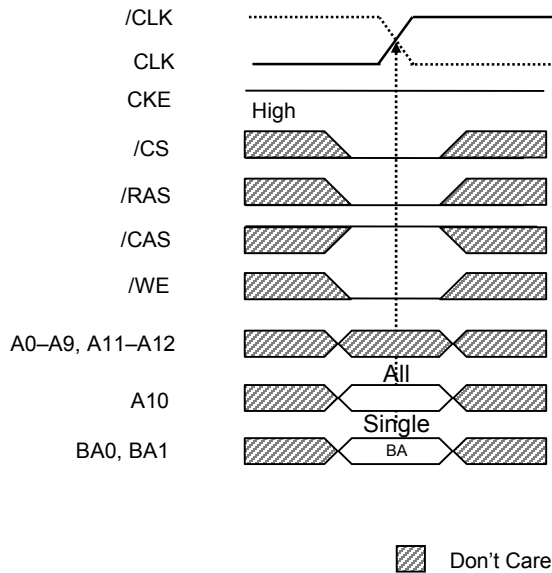 /CLK
CLK
CKE
High
/CS
/RAS
/CAS
/WE
A0–A9, A11–A12
All
A10
Single
BA0, BA1
BA
Don't Care